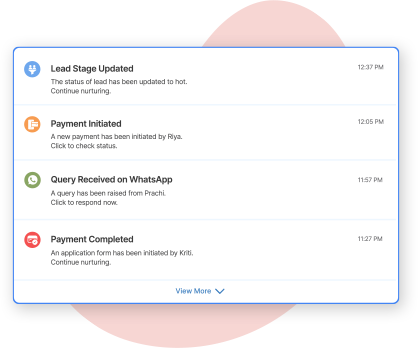 Lead Stage Updated
12:37 PM
The status of lead has been updated to hot.
Continue nurturing.
Payment Initiated
12:05 PM
A new payment has been initiated by Riya.
Click to check status.
Query Received on WhatsApp
11:57 PM
A query has been raised from Prachi.
Click to respond now.
Payment Completed
11:27 PM
An application form has been initiated by Kriti.
Continue nurturing.
View More